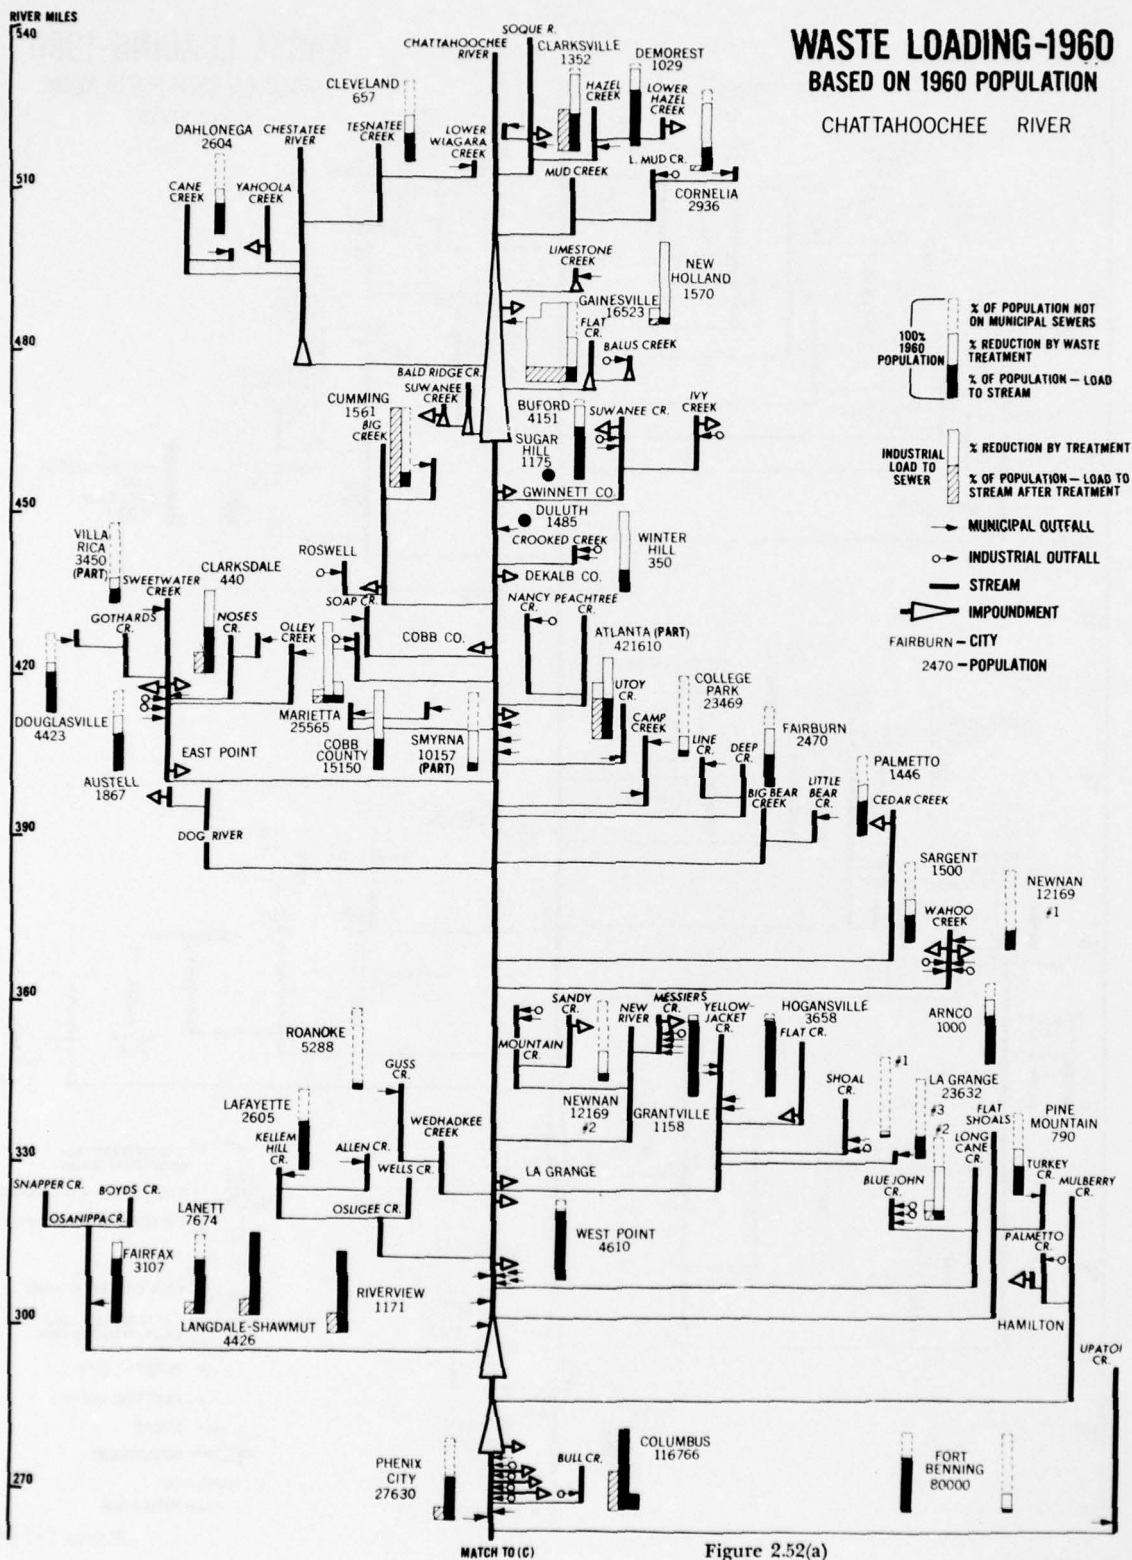 RIVER MILES
540
510
480
450
420
390
360
330
300
270
WASTE LOADING-1960
BASED ON 1960 POPULATION
CHATTAHOOCHEE RIVER
SOQUE R.
CHATTAHOOCHEE
RIVER
CLARKSVILLE
1352
DEMOREST
1029
HAZEL
CREEK
LOWER
HAZEL
CREEK
CLEVELAND
657
DAHLONEGA
2604
CHESTATEE
RIVER
TESNATEE
CREEK
LOWER
WIAGARA
CREEK
L. MUD CR.
MUD CREEK
CORNELIA
2936
CANE
CREEK
YAHOOLA
CREEK
LIMESTONE
CREEK
NEW
HOLLAND
1570
GAINESVILLE
16523
FLAT
CR.
BALUS CREEK
BALD RIDGE CR.
SUWANEE
CREEK
CUMMING
1561
BIG
CREEK
BUFORD
4151
SUWANEE CR.
IVY
CREEK
SUGAR
HILL
1175
GWINNETT CO.
DULUTH
1485
CROOKED CREEK
WINTER
HILL
350
DEKALB CO.
100%
1960
POPULATION
% OF POPULATION NOT
ON MUNICIPAL SEWERS
% REDUCTION BY WASTE
TREATMENT
% OF POPULATION — LOAD
TO STREAM
INDUSTRIAL
LOAD TO
SEWER
% REDUCTION BY TREATMENT
% OF POPULATION — LOAD TO
STREAM AFTER TREATMENT
MUNICIPAL OUTFALL
INDUSTRIAL OUTFALL
STREAM
IMPOUNDMENT
FAIRBURN — CITY
2470 — POPULATION
VILLA
RICA
3450
(PART)
SWEETWATER
CREEK
CLARKSDALE
440
ROSWELL
GOTHARDS
CR.
NOSES
CR.
OLLEY
CREEK
SOAP CR.
COBB CO.
NANCY
CR.
PEACHTREE
CR.
ATLANTA (PART)
421610
UTOY
CR.
COLLEGE
PARK
23469
CAMP
CREEK
LINE
CR.
DEEP
CR.
FAIRBURN
2470
DOUGLASVILLE
4423
AUSTELL
1867
EAST POINT
MARIETTA
25565
COBB
COUNTY
15150
SMYRNA
10157
(PART)
BIG BEAR
CREEK
LITTLE
BEAR
CR.
PALMETTO
1446
CEDAR CREEK
DOG RIVER
SARGENT
1500
NEWNAN
12169
#1
WAHOO
CREEK
ARNCO
1000
ROANOKE
5288
GUSS
CR.
MOUNTAIN
CR.
SANDY
CR.
NEW
RIVER
MESSIERS
CR.
YELLOW-
JACKET
CR.
HOGANSVILLE
3658
FLAT CR.
NEWNAN
12169
#2
GRANTVILLE
1158
SHOAL
CR.
#1
LA GRANGE
23632
#3
#2
FLAT
SHOALS
LONG
CANE
CR.
PINE
MOUNTAIN
790
TURKEY
CR.
MULBERRY
CR.
LAFAYETTE
2605
KELLEM
HILL
CR.
ALLEN CR.
WELLS CR.
WEDHADKEE
CREEK
LA GRANGE
BLUE JOHN
CR.
SNAPPER CR.
BOYDS CR.
OSANIPPA CR.
LANETT
7674
OSLIGEE CR.
WEST POINT
4610
PALMETTO
CR.
FAIRFAX
3107
RIVERVIEW
1171
LANGDALE-SHAWMUT
4426
HAMILTON
UPATOI
CR.
PHENIX
CITY
27630
BULL CR.
COLUMBUS
116766
FORT
BENNING
80000
MATCH TO (C)
Figure 2.52(a)